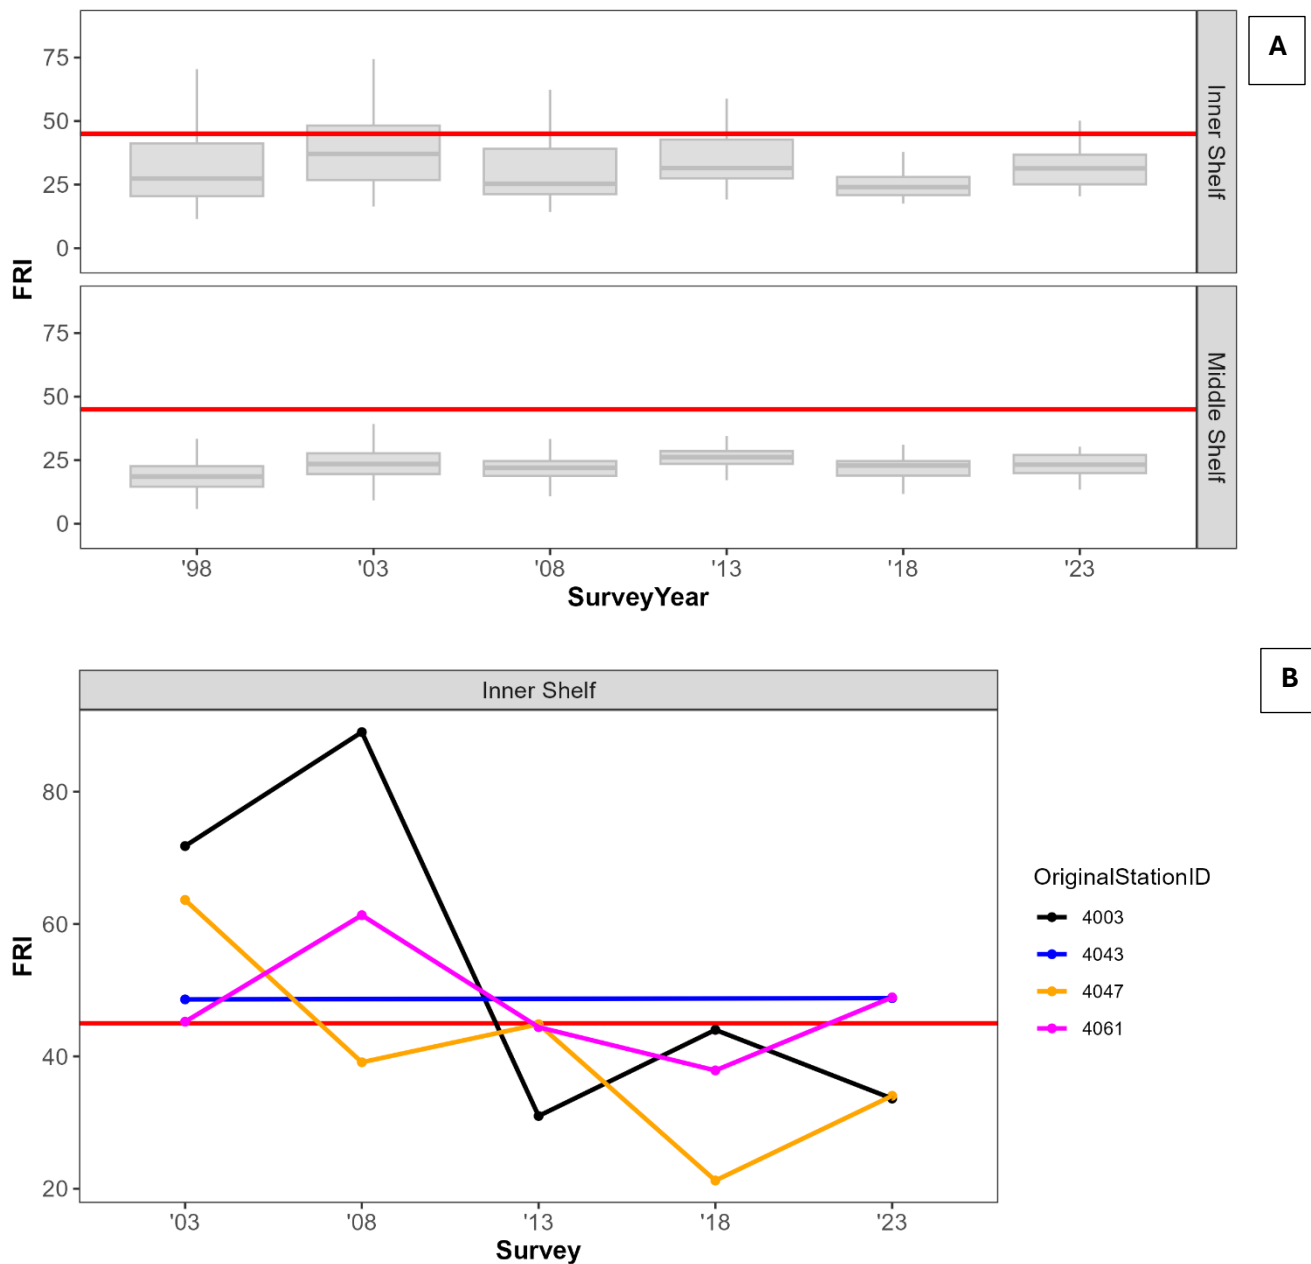 A
75
50
25
0
Inner Shelf
FRI
75
50
25
0
Middle Shelf
'98 '03 '08 '13 '18 '23
SurveyYear
B
Inner Shelf
80
60
40
20
FRI
'03 '08 '13 '18 '23
Survey
OriginalStationID
4003
4043
4047
4061